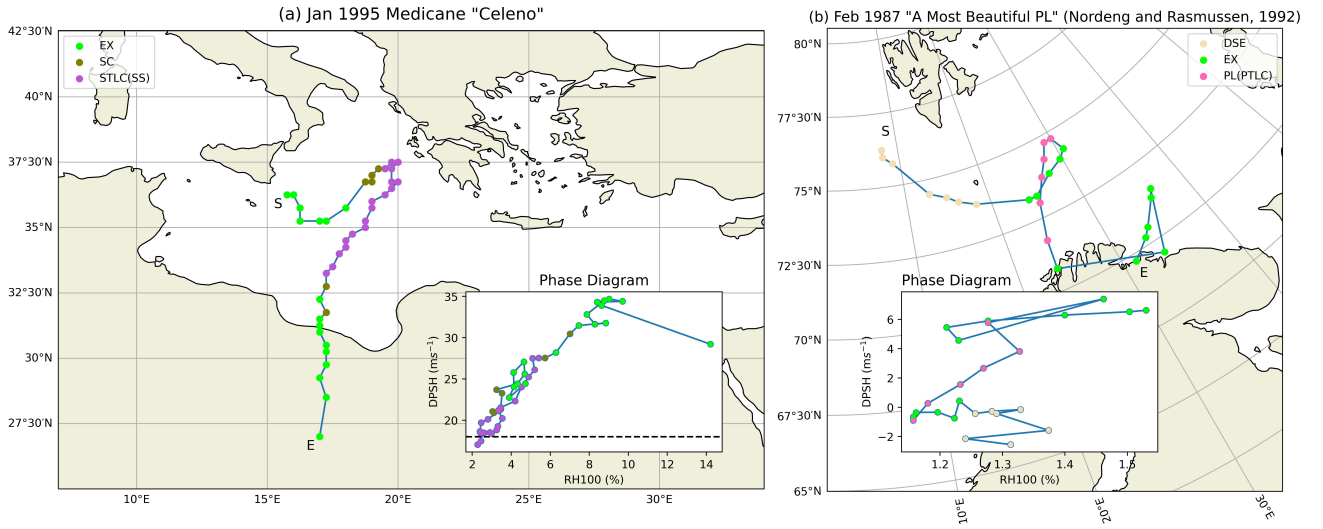 (a) Jan 1995 Medicane "Celeno"
42°30′N
40°N
37°30′N
35°N
32°30′N
30°N
27°30′N
10°E
15°E
20°E
25°E
30°E
EX
SC
STLC(SS)
S
E
Phase Diagram
35
30
25
20
DPSH (ms⁻¹)
2
4
6
8
10
12
14
RH100 (%)
(b) Feb 1987 "A Most Beautiful PL" (Nordeng and Rasmussen, 1992)
80°N
77°30′N
75°N
72°30′N
70°N
67°30′N
65°N
10°E
20°E
30°E
DSE
EX
PL(PTLC)
S
E
Phase Diagram
6
4
2
0
−2
DPSH (ms⁻¹)
1.2
1.3
1.4
1.5
RH100 (%)